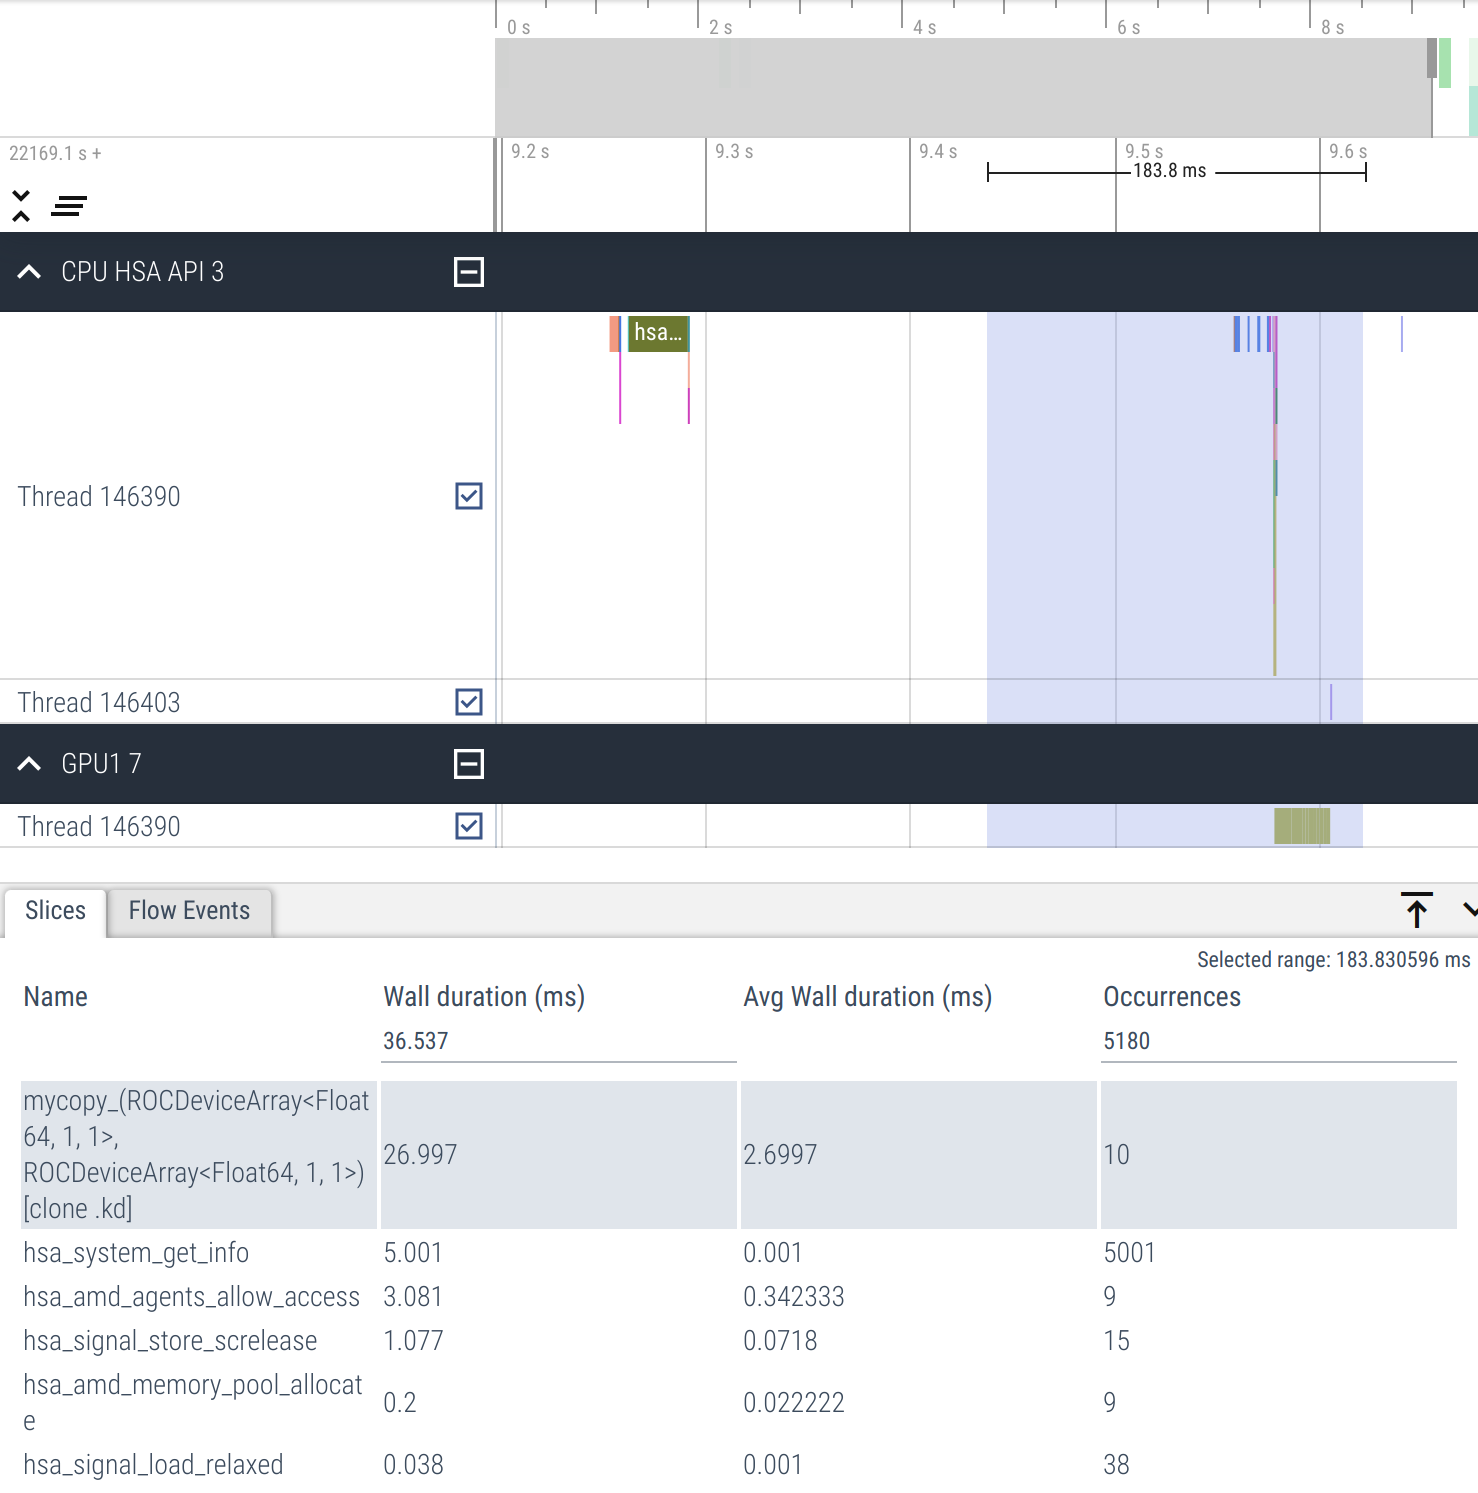 0 s 2 s 4 s 6 s 8 s
22169.1 s +
9.2 s 9.3 s 9.4 s 9.5 s 9.6 s
183.8 ms
CPU HSA API 3
hsa...
Thread 146390
Thread 146403
GPU1 7
Thread 146390
Slices Flow Events
Selected range: 183.830596 ms
Name Wall duration (ms) Avg Wall duration (ms) Occurrences
36.537 5180
mycopy_(ROCDeviceArray<Float
64, 1, 1>,
ROCDeviceArray<Float64, 1, 1>)
[clone .kd]
26.997 2.6997 10
hsa_system_get_info 5.001 0.001 5001
hsa_amd_agents_allow_access 3.081 0.342333 9
hsa_signal_store_screlease 1.077 0.0718 15
hsa_amd_memory_pool_allocat
e
0.2 0.022222 9
hsa_signal_load_relaxed 0.038 0.001 38